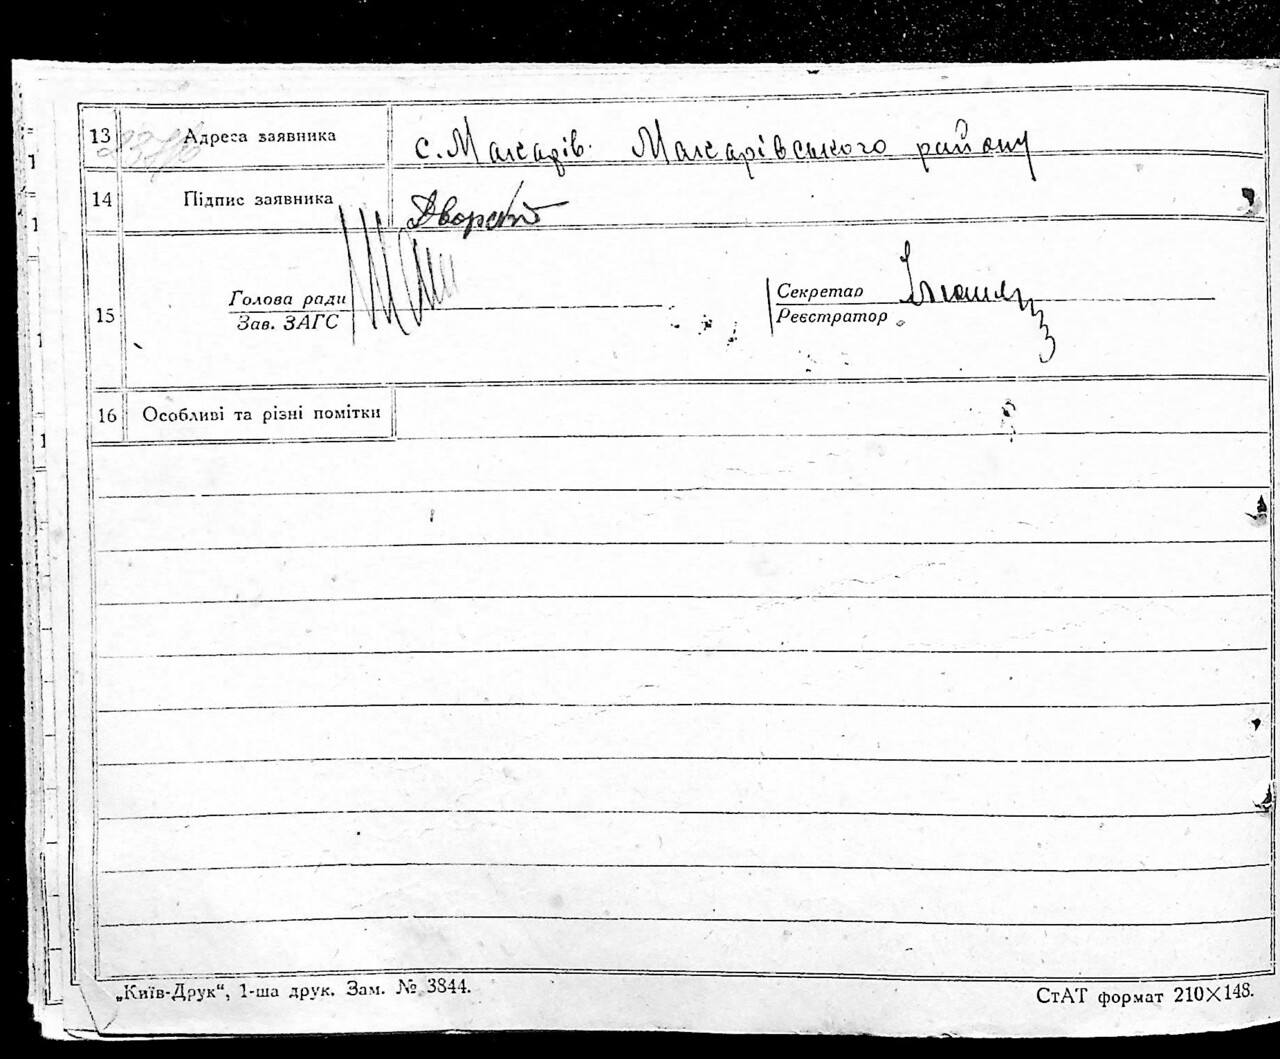 13 Адреса заявника с. Макарів. Макарівського району
14 Підпис заявника
15 Голова ради Секретар
Зав. ЗАГС Реєстратор
16 Особливі та різні помітки
„Київ-Друк“, 1-ша друк. Зам. № 3844. СтАТ формат 210×148.